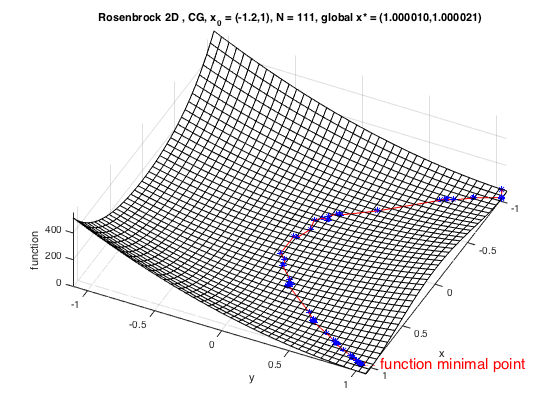 Rosenbrock 2D , CG, x0 = (-1.2,1), N = 111, global x* = (1.000010,1.000021)
function
400
200
0
-1
-0.5
0
0.5
1
y
-1
-0.5
0
0.5
1
x
function minimal point